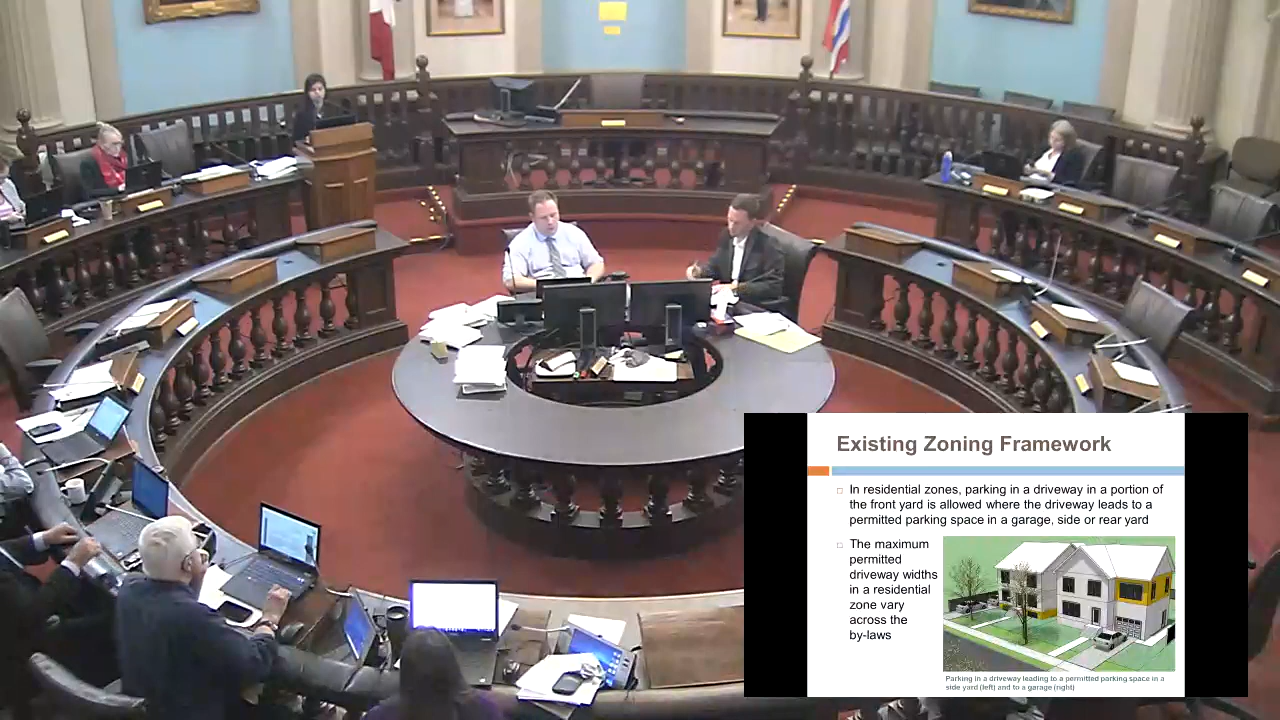 Existing Zoning Framework
In residential zones, parking in a driveway in a portion of
the front yard is allowed where the driveway leads to a
permitted parking space in a garage, side or rear yard
The maximum
permitted
driveway widths
in a residential
zone vary
across the
by-laws
Parking in a driveway leading to a permitted parking space in a
side yard (left) and to a garage (right)